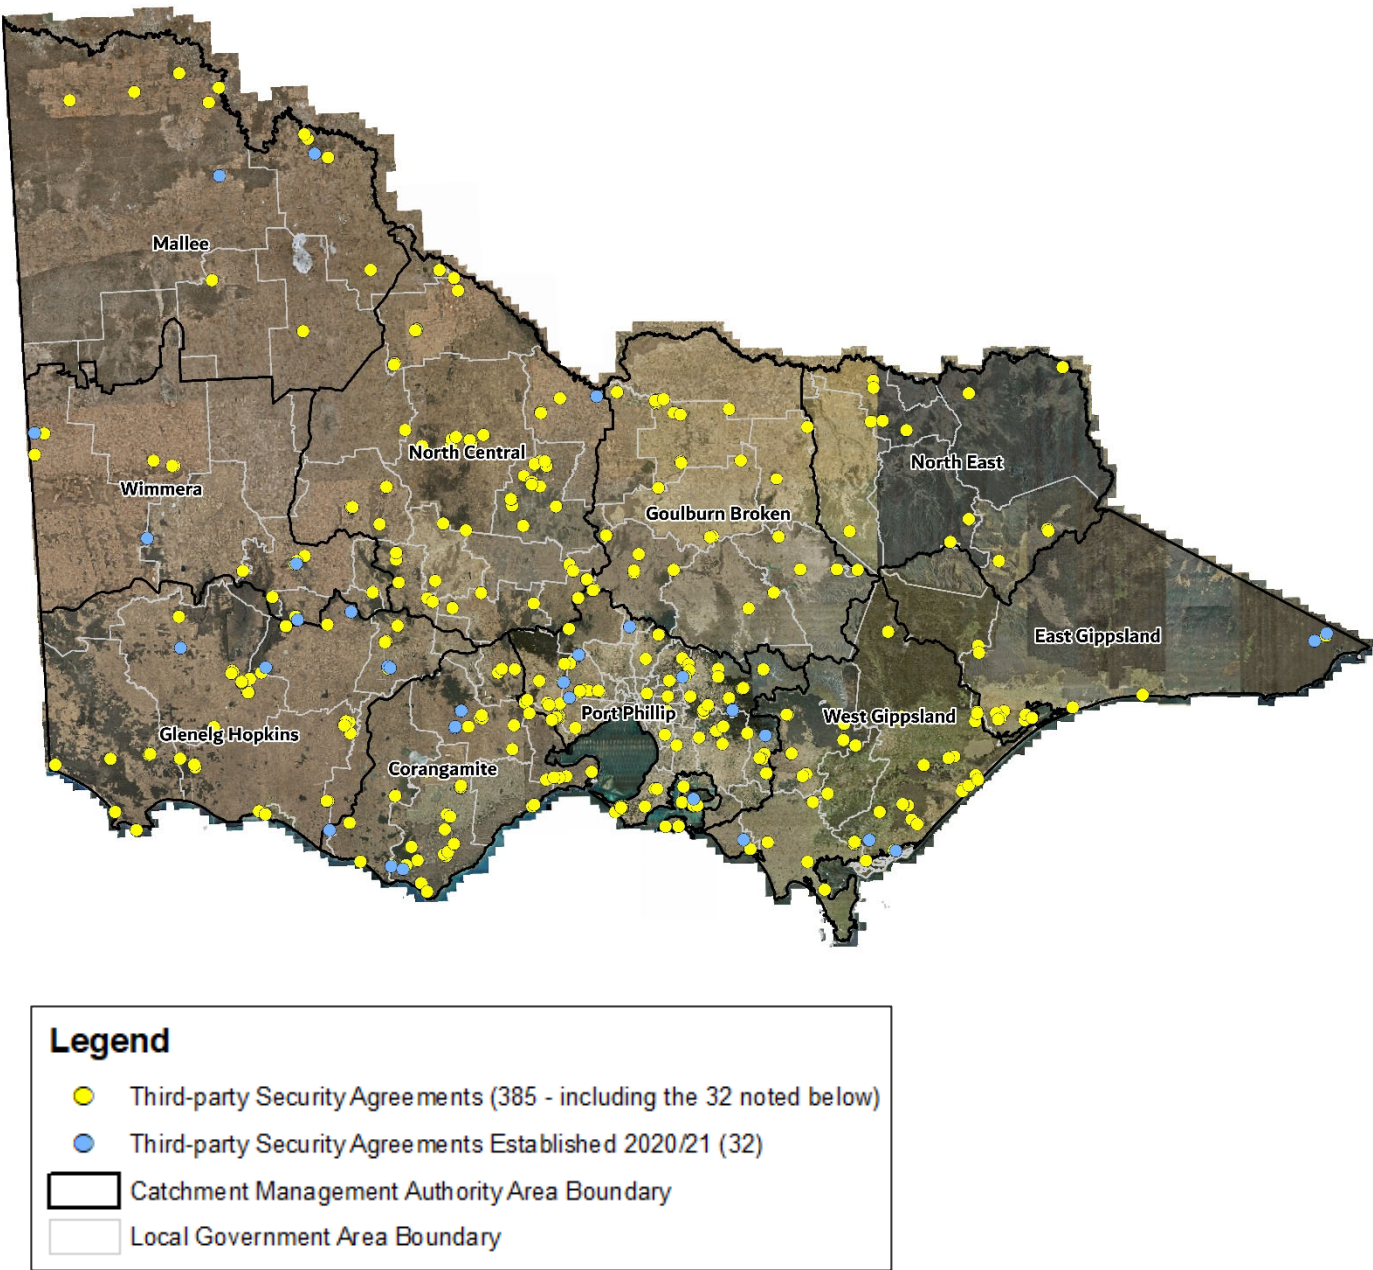 Mallee
North Central
Wimmera
North East
Goulburn Broken
East Gippsland
Port Phillip
West Gippsland
Glenelg Hopkins
Corangamite
Legend
Third-party Security Agreements (385 - including the 32 noted below)
Third-party Security Agreements Established 2020/21 (32)
Catchment Management Authority Area Boundary
Local Government Area Boundary